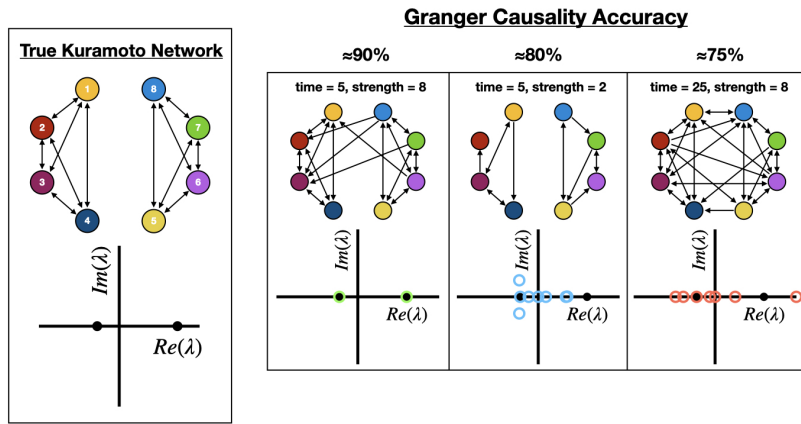 Granger Causality Accuracy
True Kuramoto Network
1
8
2
7
3
6
4
5
Im(λ)
Re(λ)
≈90%
≈80%
≈75%
time = 5, strength = 8
time = 5, strength = 2
time = 25, strength = 8
Im(λ)
Re(λ)
Im(λ)
Re(λ)
Im(λ)
Re(λ)